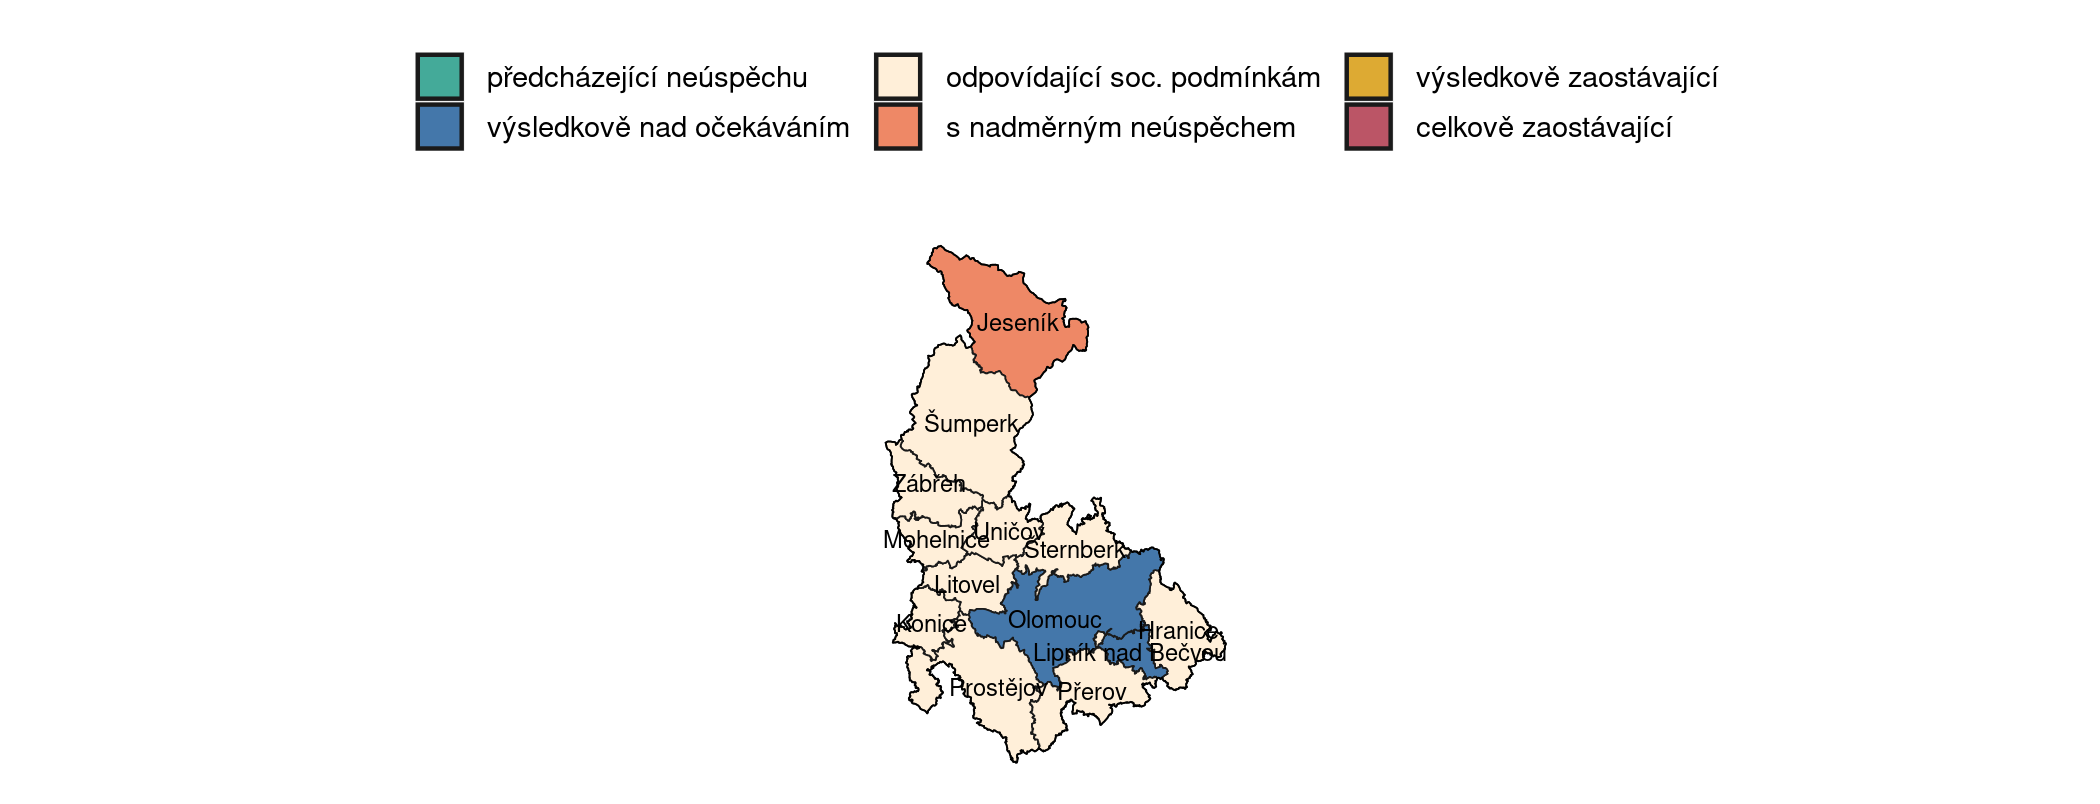 předcházející neúspěchu
odpovídající soc. podmínkám
výsledkově zaostávající
výsledkově nad očekáváním
s nadměrným neúspěchem
celkově zaostávající
Jeseník
Šumperk
Zábřeh
Uničov
Mohelnice
Šternberk
Litovel
Olomouc
Konice
Hranice
Lipník nad Bečvou
Prostějov
Přerov